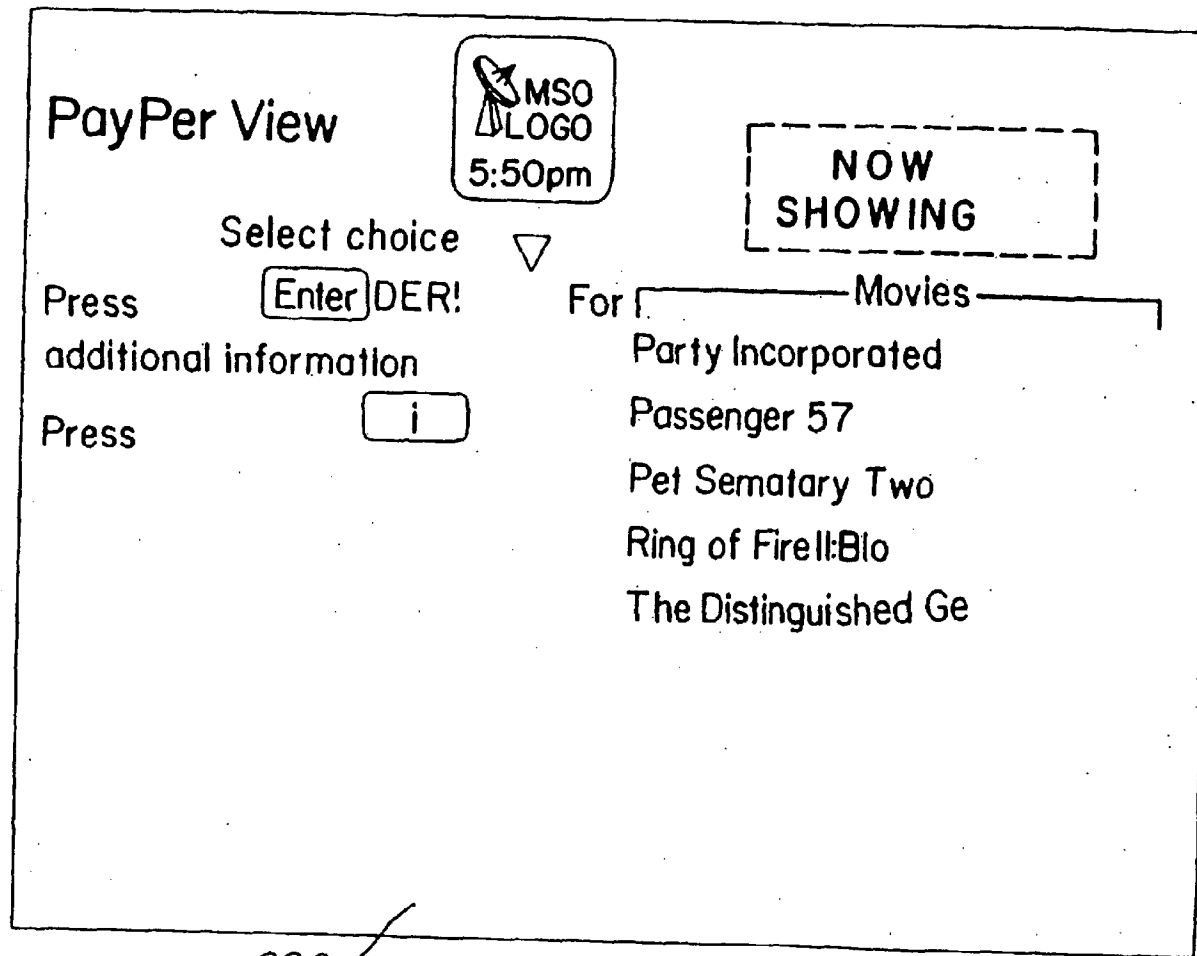 PayPer View
MSO
LOGO
5:50pm
NOW
SHOWING
Select choice
Press Enter DER! For
additional information
Press i
Movies
Party Incorporated
Passenger 57
Pet Sematary Two
Ring of FireII:Blo
The Distinguished Ge